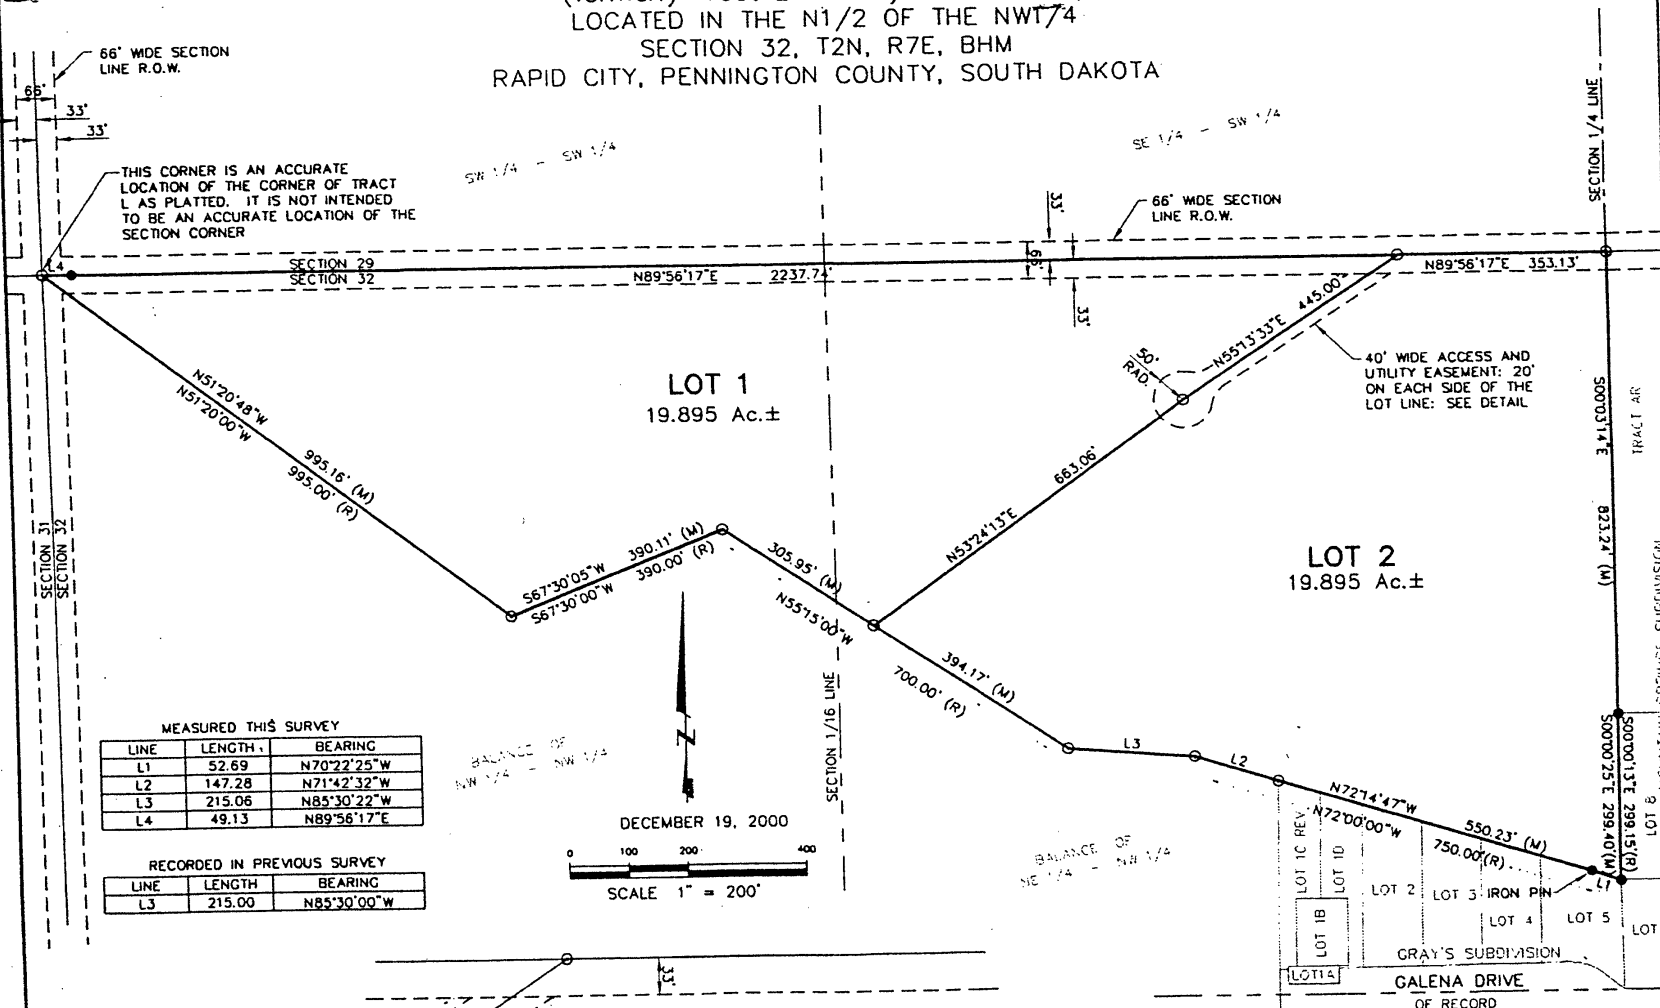 LOCATED IN THE N1/2 OF THE NW1/4
SECTION 32, T2N, R7E, BHM
RAPID CITY, PENNINGTON COUNTY, SOUTH DAKOTA
66' WIDE SECTION
LINE R.O.W.
66'
33'
33'
THIS CORNER IS AN ACCURATE
LOCATION OF THE CORNER OF TRACT
L AS PLATTED. IT IS NOT INTENDED
TO BE AN ACCURATE LOCATION OF THE
SECTION CORNER
SW 1/4 - SW 1/4
SE 1/4 - SW 1/4
SECTION 1/4 LINE
33'
66' WIDE SECTION
LINE R.O.W.
L4
SECTION 29
SECTION 32
N89°56'17"E 2237.74'
66'
33'
N89°56'17"E 353.13'
445.00'
N55°13'33"E
50'
RAD.
40' WIDE ACCESS AND
UTILITY EASEMENT: 20'
ON EACH SIDE OF THE
LOT LINE: SEE DETAIL
LOT 1
19.895 Ac.±
N51°20'48"W
N51°20'00"W
995.16' (M)
995.00' (R)
663.06'
N53°24'13"E
S00°03'14"E 823.24' (M)
TRACT AR
SECTION 31
SECTION 32
S67°30'05"W 390.11' (M)
S67°30'00"W 390.00' (R)
305.95' (M)
N55°15'00"W
LOT 2
19.895 Ac.±
394.17' (M)
700.00' (R)
SECTION 1/16 LINE
MEASURED THIS SURVEY
LINE LENGTH BEARING
L1 52.69 N70°22'25"W
L2 147.28 N71°42'32"W
L3 215.06 N85°30'22"W
L4 49.13 N89°56'17"E
BALANCE OF
NW 1/4 - NW 1/4
N
DECEMBER 19, 2000
0 100 200 400
SCALE 1" = 200'
RECORDED IN PREVIOUS SURVEY
LINE LENGTH BEARING
L3 215.00 N85°30'00"W
L3
L2
BALANCE OF
NE 1/4 - NW 1/4
N72°14'47"W
N72°00'00"W
550.23' (M)
750.00' (R)
S00°00'25"E 299.40' (M)
S00°00'13"E 299.15' (R)
LOT 8
SUBDIVISION
L1
IRON PIN
LOT 1C REV.
LOT 1D
LOT 1B
LOT 2
LOT 3
LOT 4
LOT 5
LOT
LOT1A
GRAY'S SUBDIVISION
GALENA DRIVE
OF RECORD
33'